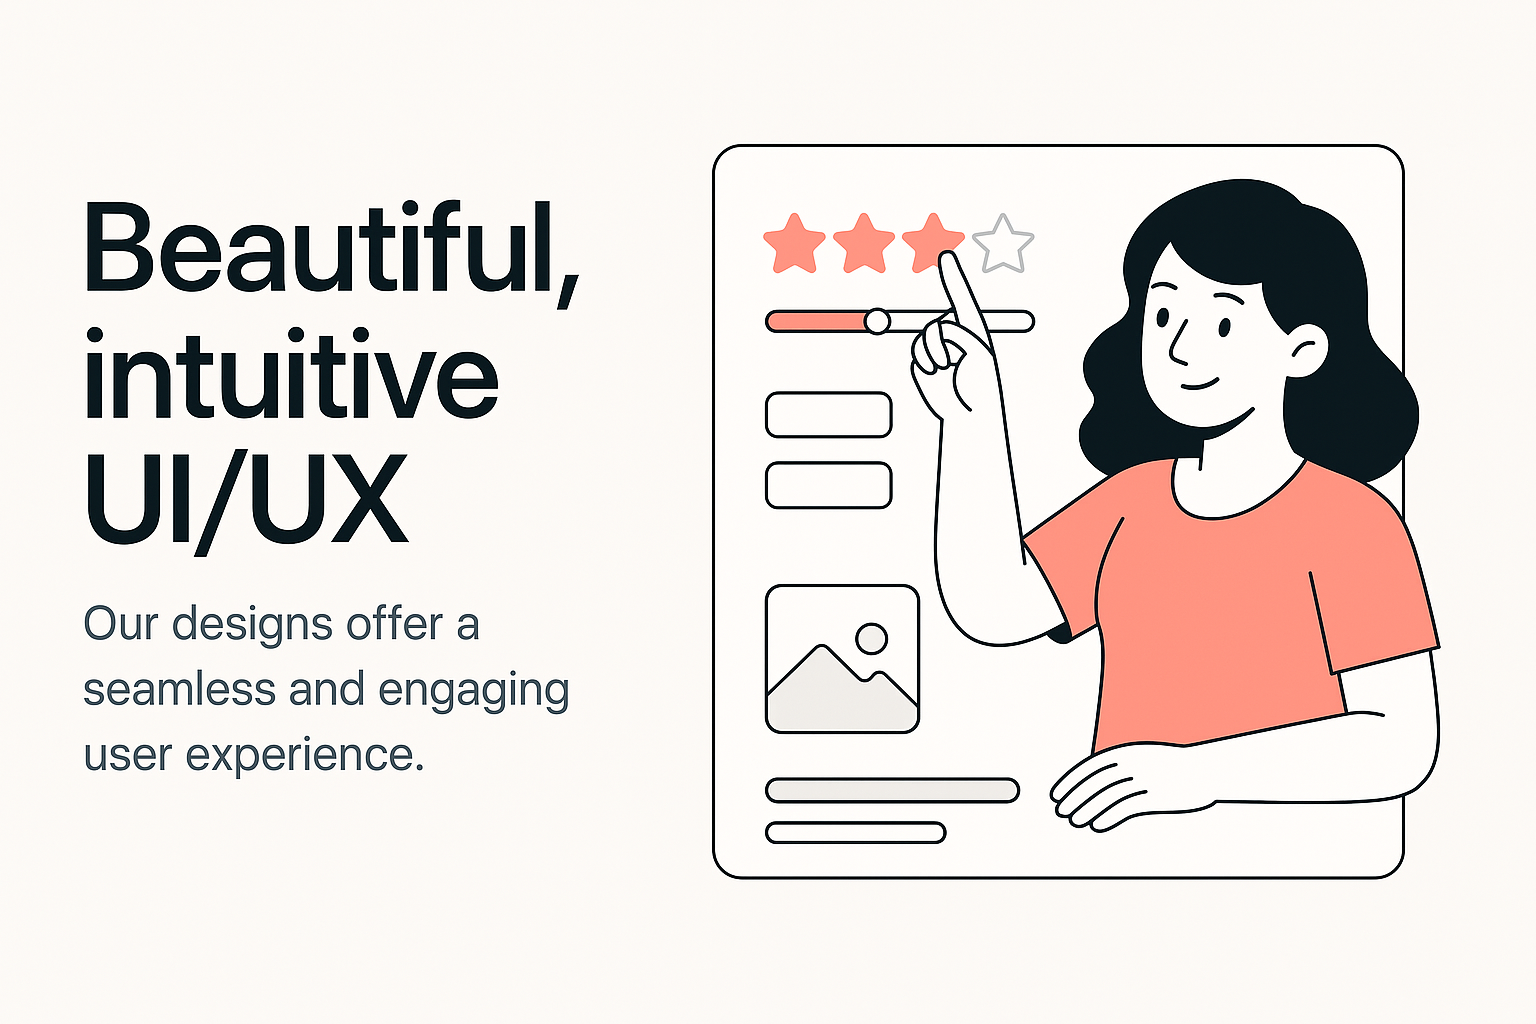 Beautiful,
intuitive
UI/UX
Our designs offer a
seamless and engaging
user experience.